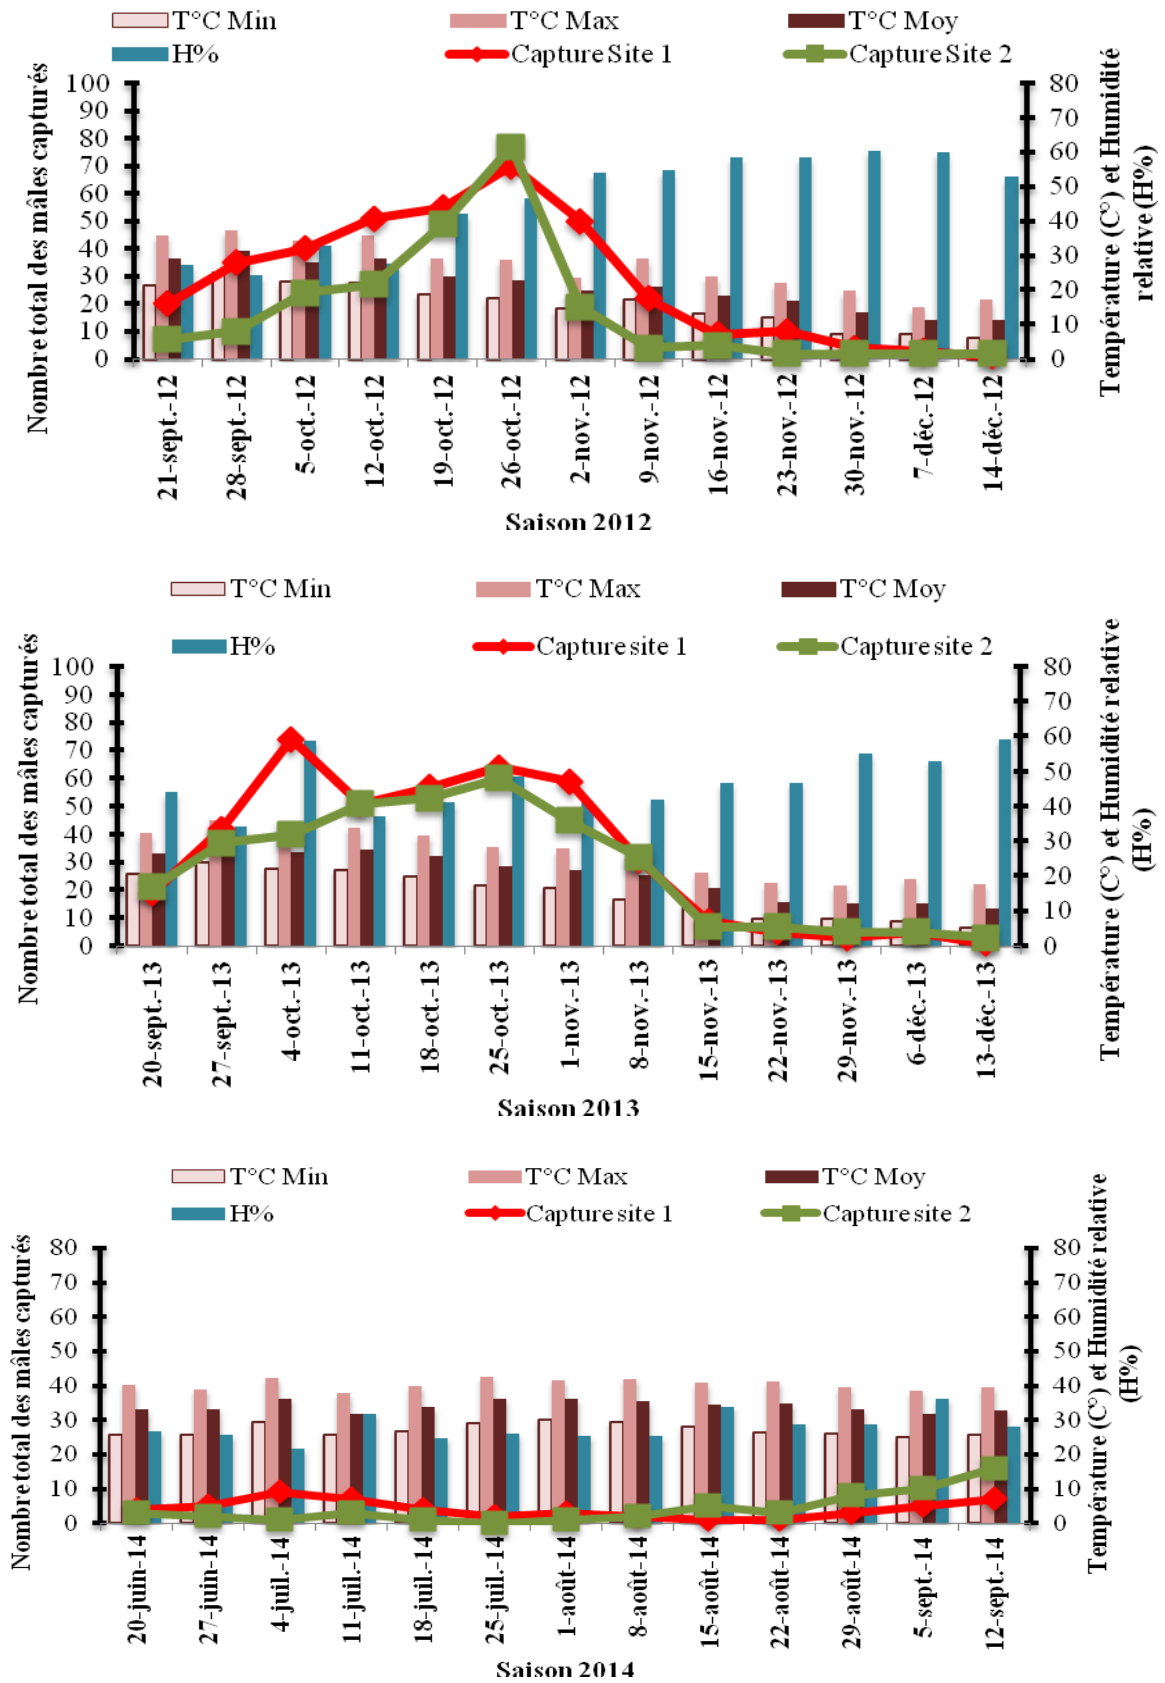 T°C Min T°C Max T°C Moy
H% Capture Site 1 Capture Site 2
Nombre total des mâles capturés
100
90
80
70
60
50
40
30
20
10
0
80
70
60
50
40
30
20
10
0
Température (C°) et Humidité
relative (H%)
21-sept.-12
28-sept.-12
5-oct.-12
12-oct.-12
19-oct.-12
26-oct.-12
2-nov.-12
9-nov.-12
16-nov.-12
23-nov.-12
30-nov.-12
7-déc.-12
14-déc.-12
Saison 2012
T°C Min T°C Max T°C Moy
H% Capture site 1 Capture site 2
Nombre total des mâles capturés
100
90
80
70
60
50
40
30
20
10
0
80
70
60
50
40
30
20
10
0
Température (C°) et Humidité relative
(H%)
20-sept.-13
27-sept.-13
4-oct.-13
11-oct.-13
18-oct.-13
25-oct.-13
1-nov.-13
8-nov.-13
15-nov.-13
22-nov.-13
29-nov.-13
6-déc.-13
13-déc.-13
Saison 2013
T°C Min T°C Max T°C Moy
H% Capture site 1 Capture site 2
Nombre total des mâles capturés
80
70
60
50
40
30
20
10
0
80
70
60
50
40
30
20
10
0
Température (C°) et Humidité relative
(H%)
20-juin-14
27-juin-14
4-juil.-14
11-juil.-14
18-juil.-14
25-juil.-14
1-août-14
8-août-14
15-août-14
22-août-14
29-août-14
5-sept.-14
12-sept.-14
Saison 2014